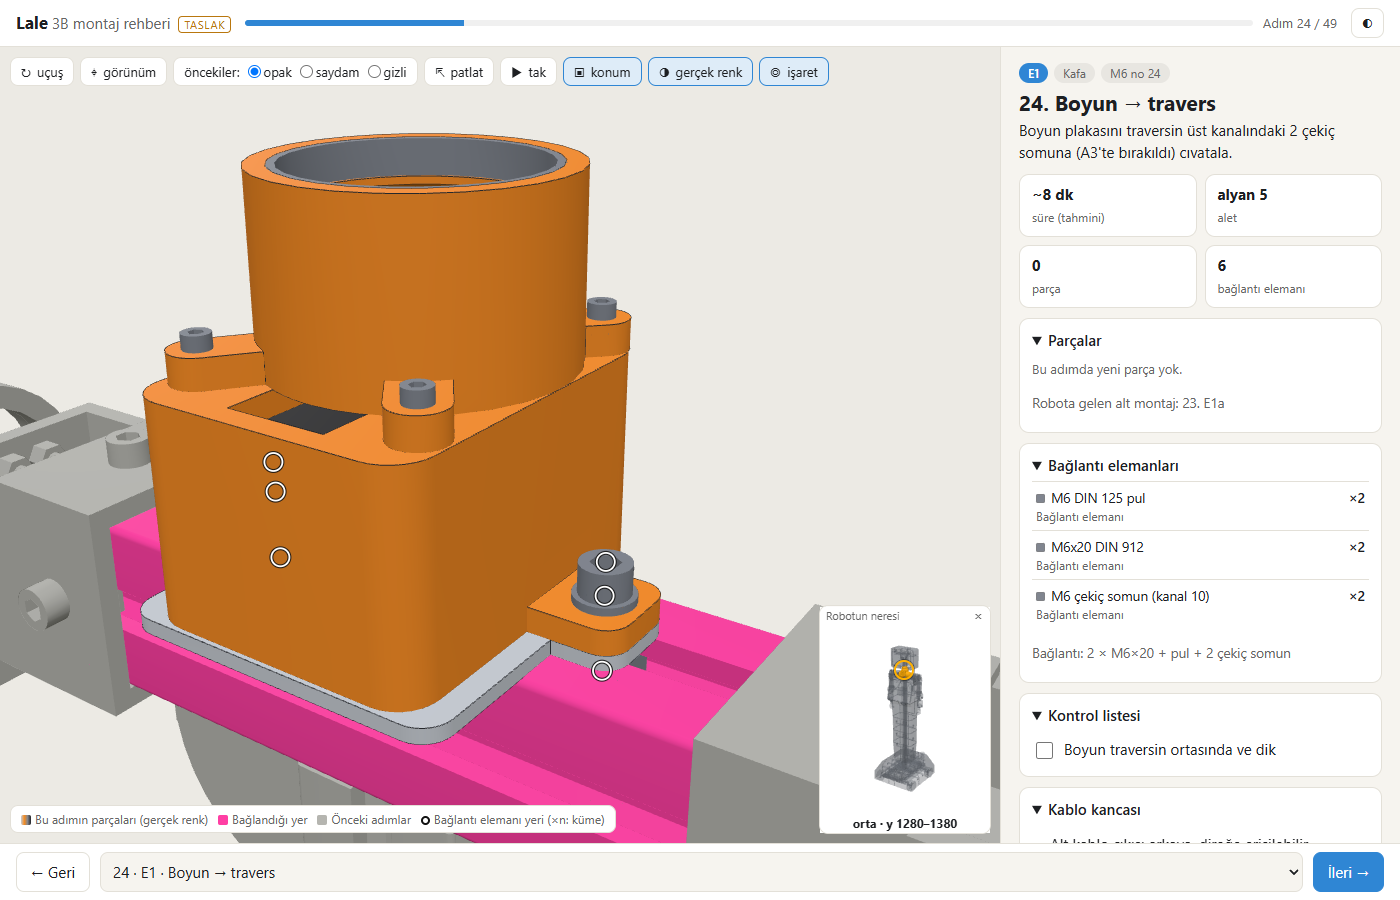 Lale 3B montaj rehberi TASLAK
Adım 24 / 49
↻ uçuş
⌖ görünüm
öncekiler: opak saydam gizli
⇱ patlat
▶ tak
▣ konum
◑ gerçek renk
◎ işaret
E1 Kafa M6 no 24
24. Boyun → travers
Boyun plakasını traversin üst kanalındaki 2 çekiç
somuna (A3'te bırakıldı) cıvatala.
~8 dk
süre (tahmini)
alyan 5
alet
0
parça
6
bağlantı elemanı
▼ Parçalar
Bu adımda yeni parça yok.
Robota gelen alt montaj: 23. E1a
▼ Bağlantı elemanları
M6 DIN 125 pul ×2
Bağlantı elemanı
M6x20 DIN 912 ×2
Bağlantı elemanı
M6 çekiç somun (kanal 10) ×2
Bağlantı elemanı
Bağlantı: 2 × M6×20 + pul + 2 çekiç somun
▼ Kontrol listesi
Boyun traversin ortasında ve dik
▼ Kablo kancası
Robotun neresi ×
orta · y 1280–1380
Bu adımın parçaları (gerçek renk) Bağlandığı yer Önceki adımlar Bağlantı elemanı yeri (×n: küme)
← Geri
24 · E1 · Boyun → travers
İleri →